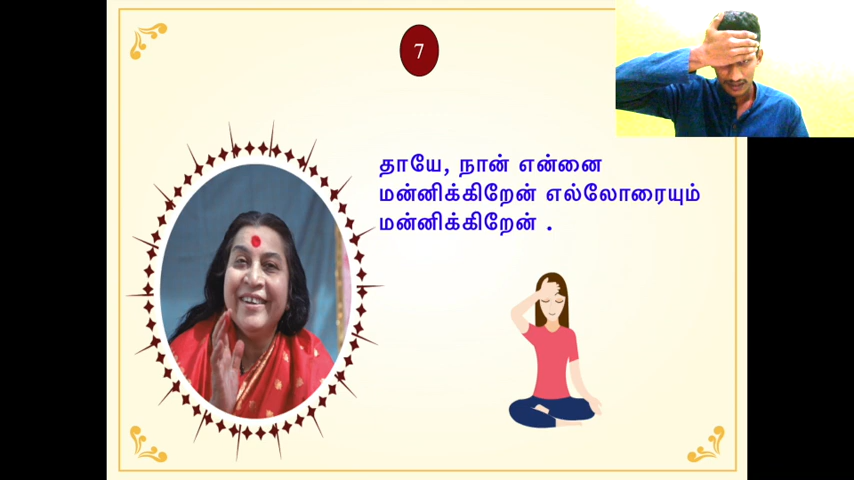 7
தாயே, நான் என்னை
மன்னிக்கிறேன் எல்லோரையும்
மன்னிக்கிறேன் .